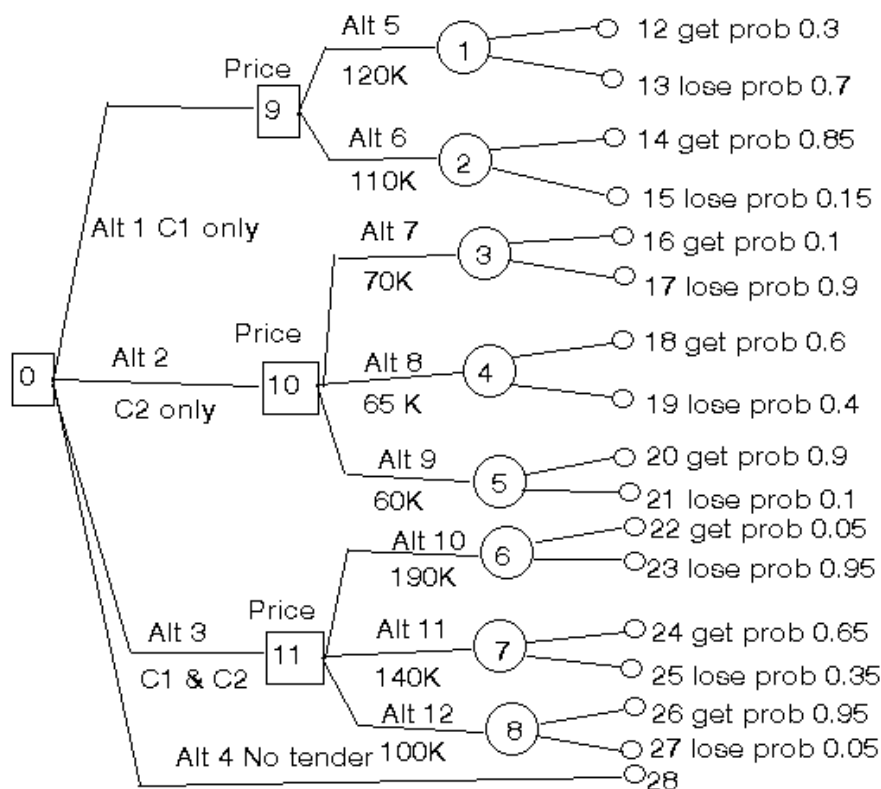 Alt 5
12 get prob 0.3
1
Price
120K
13 lose prob 0.7
9
Alt 6
14 get prob 0.85
2
110K
15 lose prob 0.15
Alt 1 C1 only
Alt 7
16 get prob 0.1
3
70K
17 lose prob 0.9
Price
18 get prob 0.6
Alt 2
Alt 8
0
10
4
C2 only
65 K
19 lose prob 0.4
Alt 9
20 get prob 0.9
5
60K
21 lose prob 0.1
22 get prob 0.05
Alt 10
6
190K
23 lose prob 0.95
Price
Alt 3
Alt 11
24 get prob 0.65
11
7
C1 & C2
140K
25 lose prob 0.35
Alt 12
26 get prob 0.95
8
Alt 4 No tender
100K
27 lose prob 0.05
28